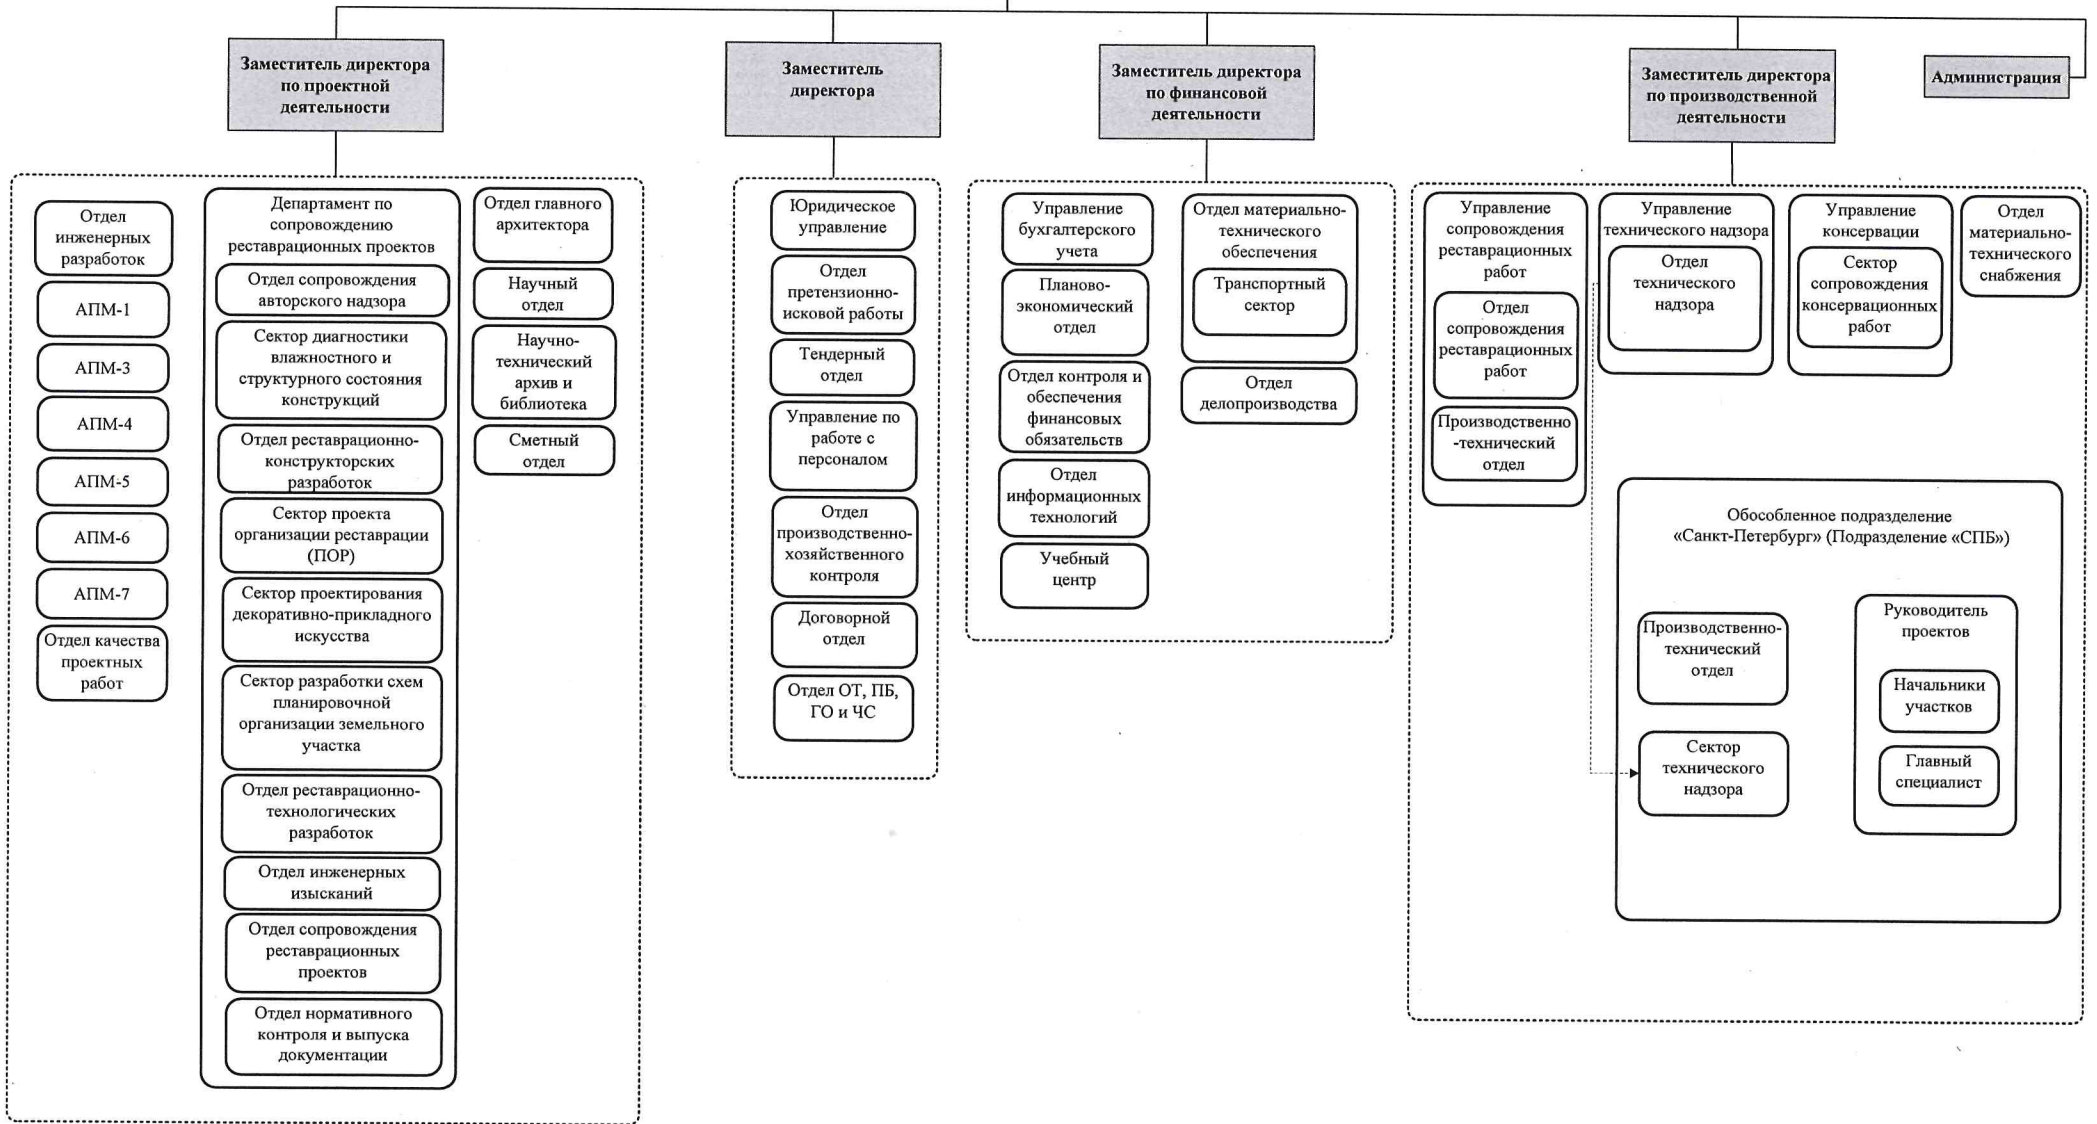 Заместитель директора
по проектной
деятельности
Заместитель
директора
Заместитель директора
по финансовой
деятельности
Заместитель директора
по производственной
деятельности
Администрация
Отдел
инженерных
разработок
АПМ-1
АПМ-3
АПМ-4
АПМ-5
АПМ-6
АПМ-7
Отдел качества
проектных
работ
Департамент по
сопровождению
реставрационных проектов
Отдел сопровождения
авторского надзора
Сектор диагностики
влажностного и
структурного состояния
конструкций
Отдел реставрационно-
конструкторских
разработок
Сектор проекта
организации реставрации
(ПОР)
Сектор проектирования
декоративно-прикладного
искусства
Сектор разработки схем
планировочной
организации земельного
участка
Отдел реставрационно-
технологических
разработок
Отдел инженерных
изысканий
Отдел сопровождения
реставрационных
проектов
Отдел нормативного
контроля и выпуска
документации
Отдел главного
архитектора
Научный
отдел
Научно-
технический
архив и
библиотека
Сметный
отдел
Юридическое
управление
Отдел
претензионно-
исковой работы
Тендерный
отдел
Управление по
работе с
персоналом
Отдел
производственно-
хозяйственного
контроля
Договорной
отдел
Отдел ОТ, ПБ,
ГО и ЧС
Управление
бухгалтерского
учета
Планово-
экономический
отдел
Отдел контроля и
обеспечения
финансовых
обязательств
Отдел
информационных
технологий
Учебный
центр
Отдел материально-
технического
обеспечения
Транспортный
сектор
Отдел
делопроизводства
Управление
сопровождения
реставрационных
работ
Отдел
сопровождения
реставрационных
работ
Производственно
-технический
отдел
Управление
технического надзора
Отдел
технического
надзора
Управление
консервации
Сектор
сопровождения
консервационных
работ
Отдел
материально-
технического
снабжения
Обособленное подразделение
«Санкт-Петербург» (Подразделение «СПБ»)
Производственно-
технический
отдел
Сектор
технического
надзора
Руководитель
проектов
Начальники
участков
Главный
специалист